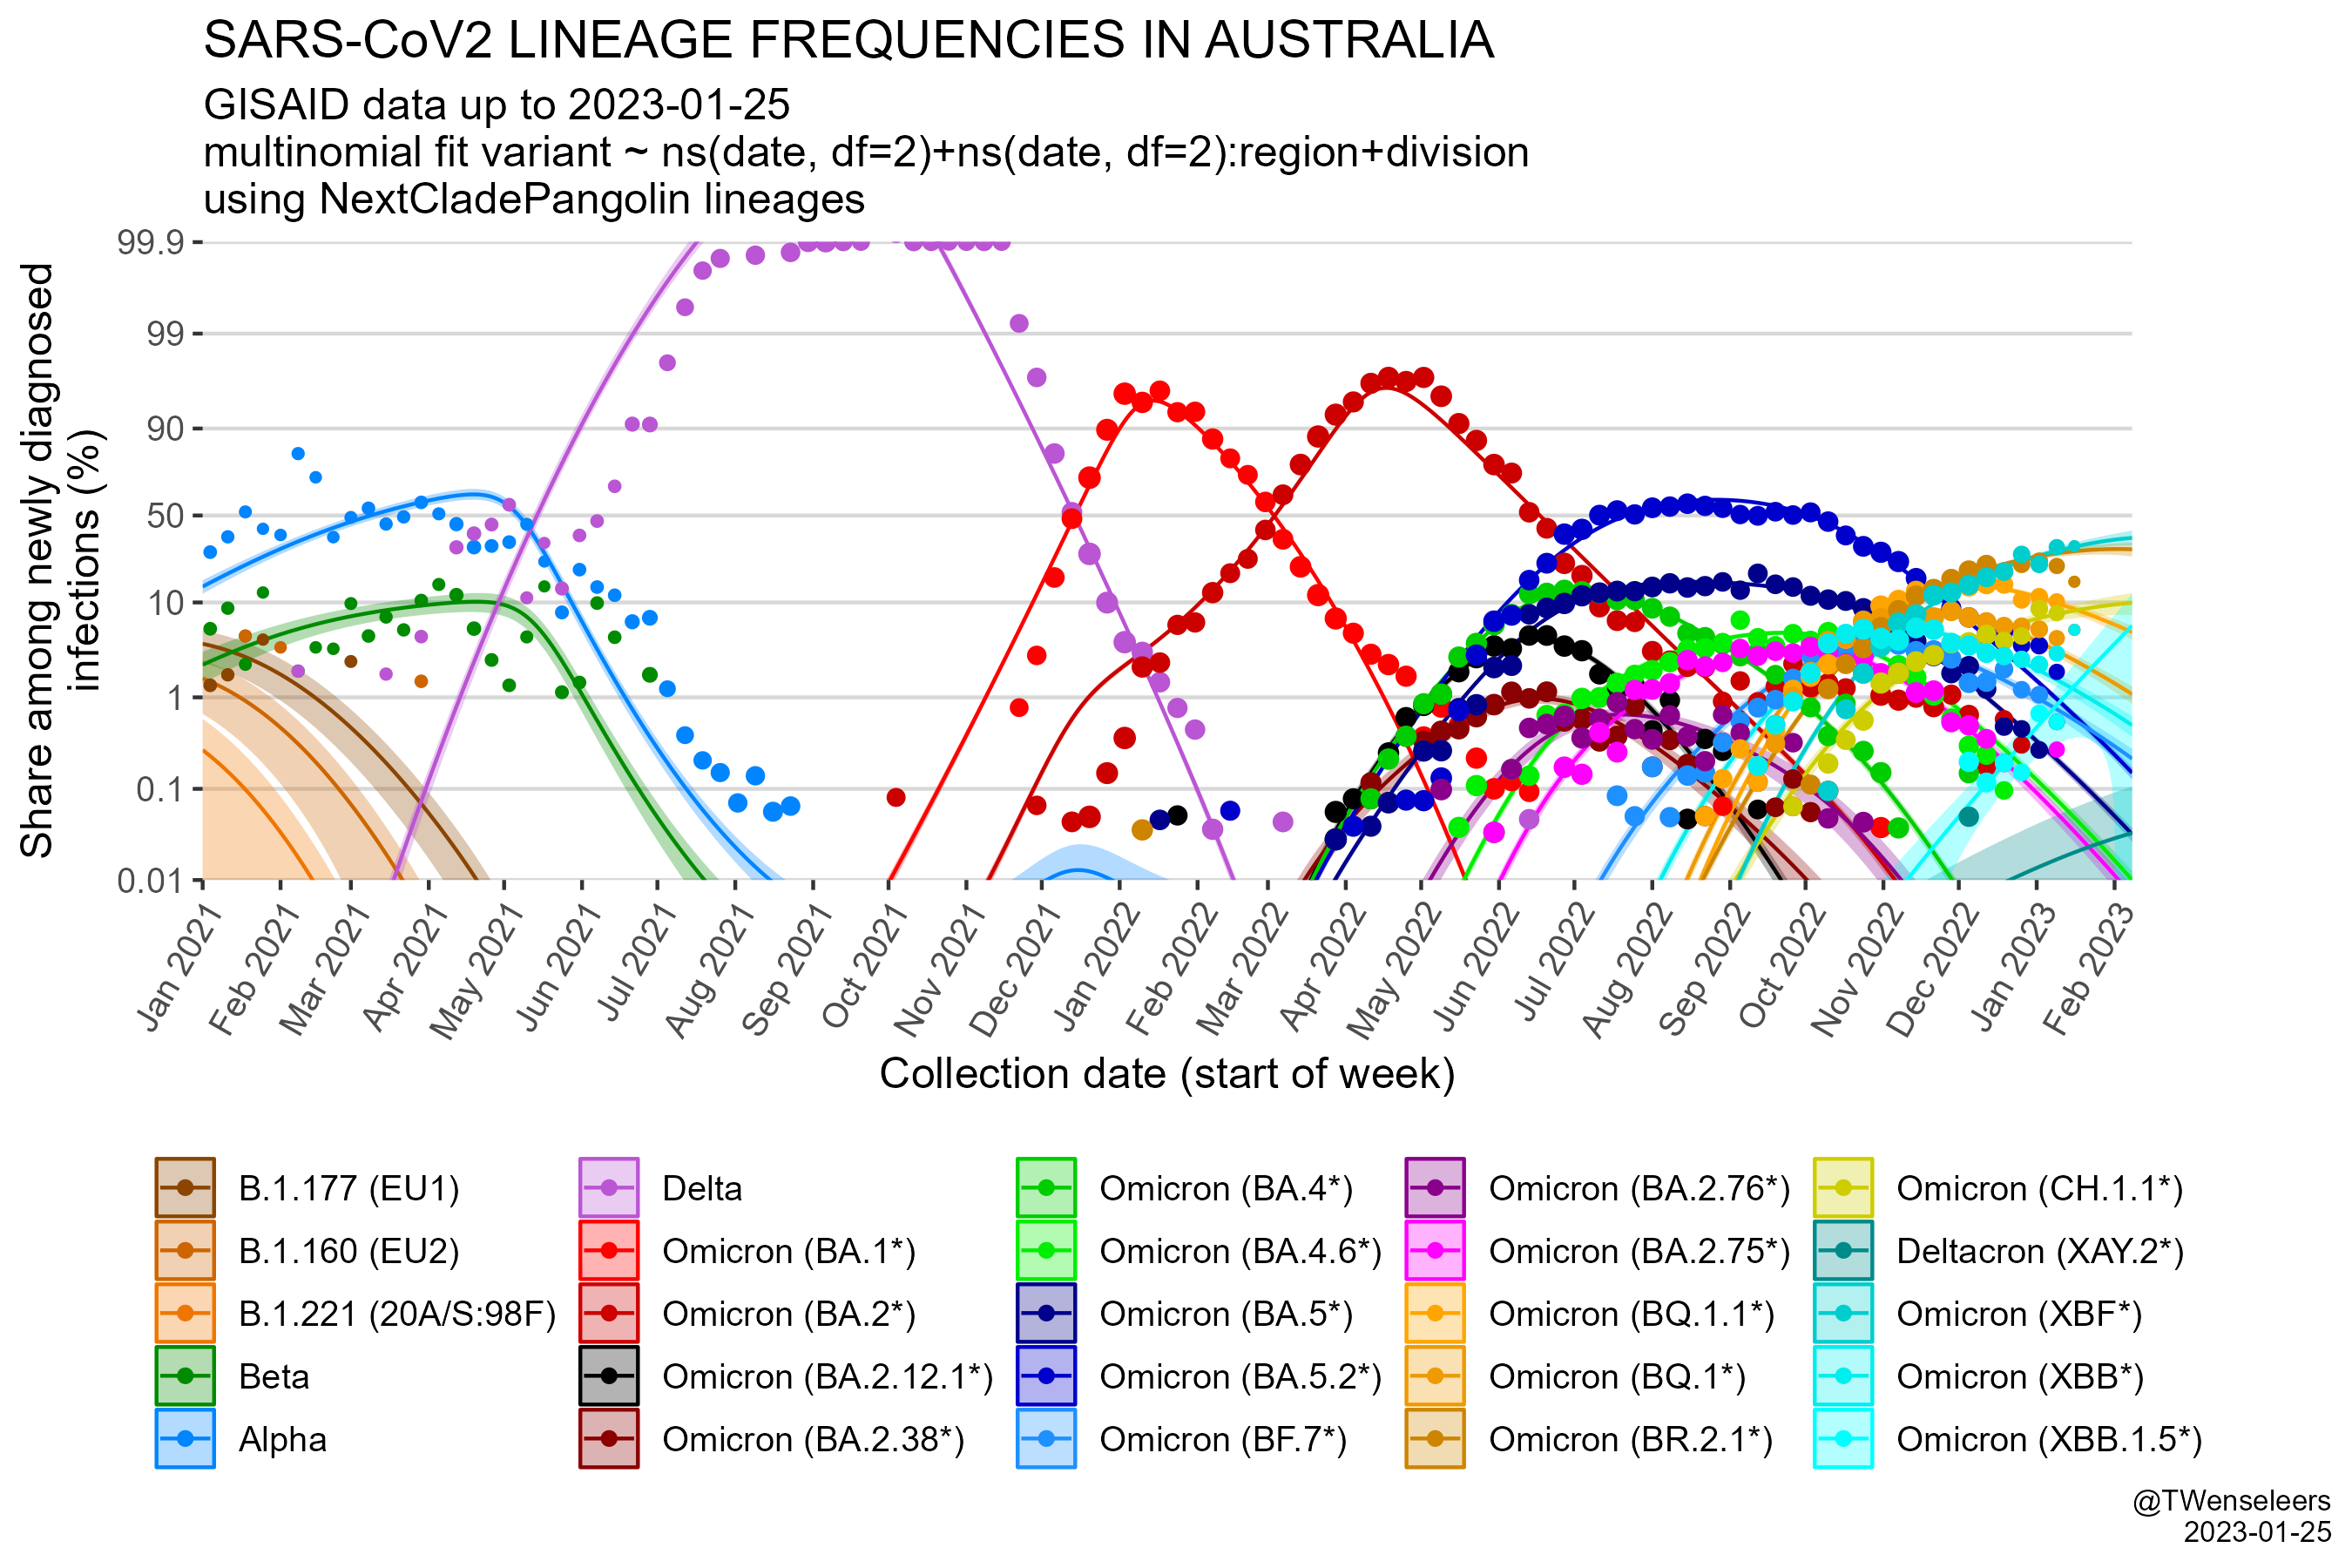 SARS-CoV2 LINEAGE FREQUENCIES IN AUSTRALIA
GISAID data up to 2023-01-25
multinomial fit variant ~ ns(date, df=2)+ns(date, df=2):region+division
using NextCladePangolin lineages
Share among newly diagnosed
infections (%)
99.9
99
90
50
10
1
0.1
0.01
Jan 2021
Feb 2021
Mar 2021
Apr 2021
May 2021
Jun 2021
Jul 2021
Aug 2021
Sep 2021
Oct 2021
Nov 2021
Dec 2021
Jan 2022
Feb 2022
Mar 2022
Apr 2022
May 2022
Jun 2022
Jul 2022
Aug 2022
Sep 2022
Oct 2022
Nov 2022
Dec 2022
Jan 2023
Feb 2023
Collection date (start of week)
B.1.177 (EU1)
B.1.160 (EU2)
B.1.221 (20A/S:98F)
Beta
Alpha
Delta
Omicron (BA.1*)
Omicron (BA.2*)
Omicron (BA.2.12.1*)
Omicron (BA.2.38*)
Omicron (BA.4*)
Omicron (BA.4.6*)
Omicron (BA.5*)
Omicron (BA.5.2*)
Omicron (BF.7*)
Omicron (BA.2.76*)
Omicron (BA.2.75*)
Omicron (BQ.1.1*)
Omicron (BQ.1*)
Omicron (BR.2.1*)
Omicron (CH.1.1*)
Deltacron (XAY.2*)
Omicron (XBF*)
Omicron (XBB*)
Omicron (XBB.1.5*)
@TWenseleers
2023-01-25